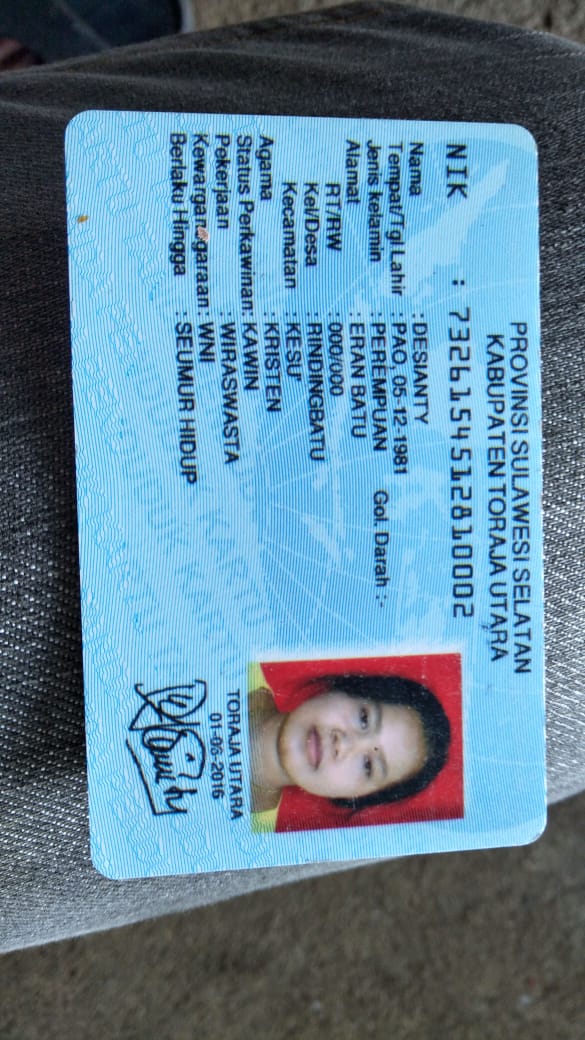 PROVINSI SULAWESI SELATAN
KABUPATEN TORAJA UTARA
NIK : 7326154512810002
Nama : DESIANTY
Tempat/Tgl Lahir : PAO, 05-12-1981
Jenis kelamin : PEREMPUAN Gol. Darah : -
Alamat : ERAN BATU
RT/RW : 000/000
Kel/Desa : RINDINGBATU
Kecamatan : KESU'
Agama : KRISTEN
Status Perkawinan: KAWIN
Pekerjaan : WIRASWASTA
Kewarganegaraan : WNI
Berlaku Hingga : SEUMUR HIDUP
TORAJA UTARA
01-06-2016